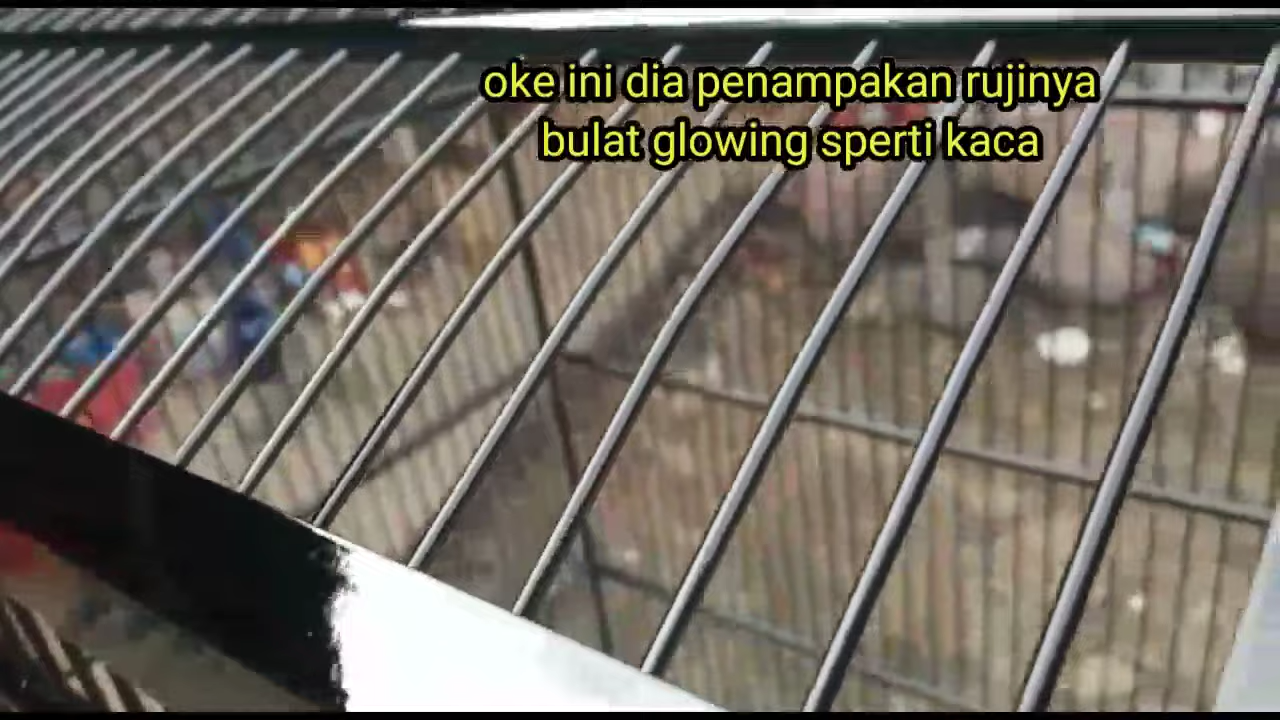 oke ini dia penampakan rujinya
bulat glowing sperti kaca